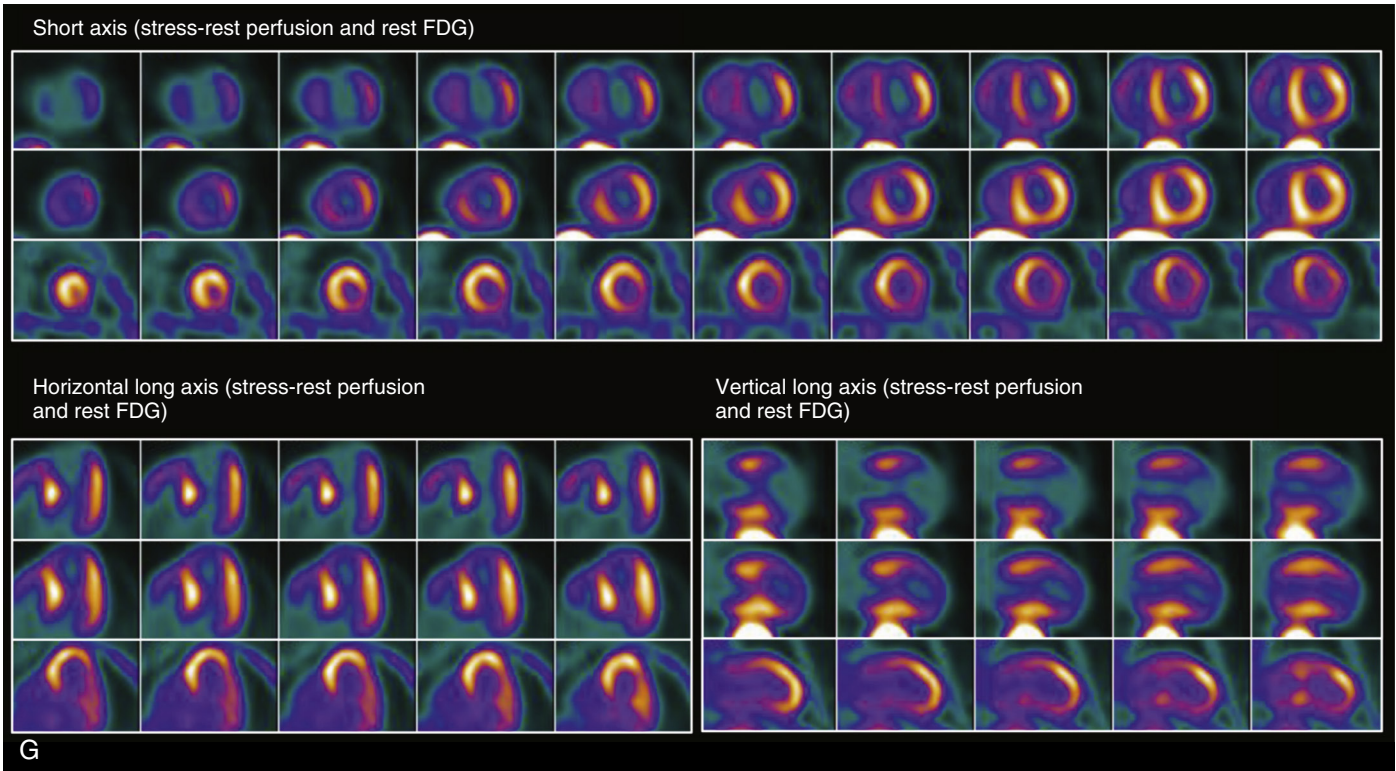 Short axis (stress-rest perfusion and rest FDG)
Horizontal long axis (stress-rest perfusion
and rest FDG)
Vertical long axis (stress-rest perfusion
and rest FDG)
G